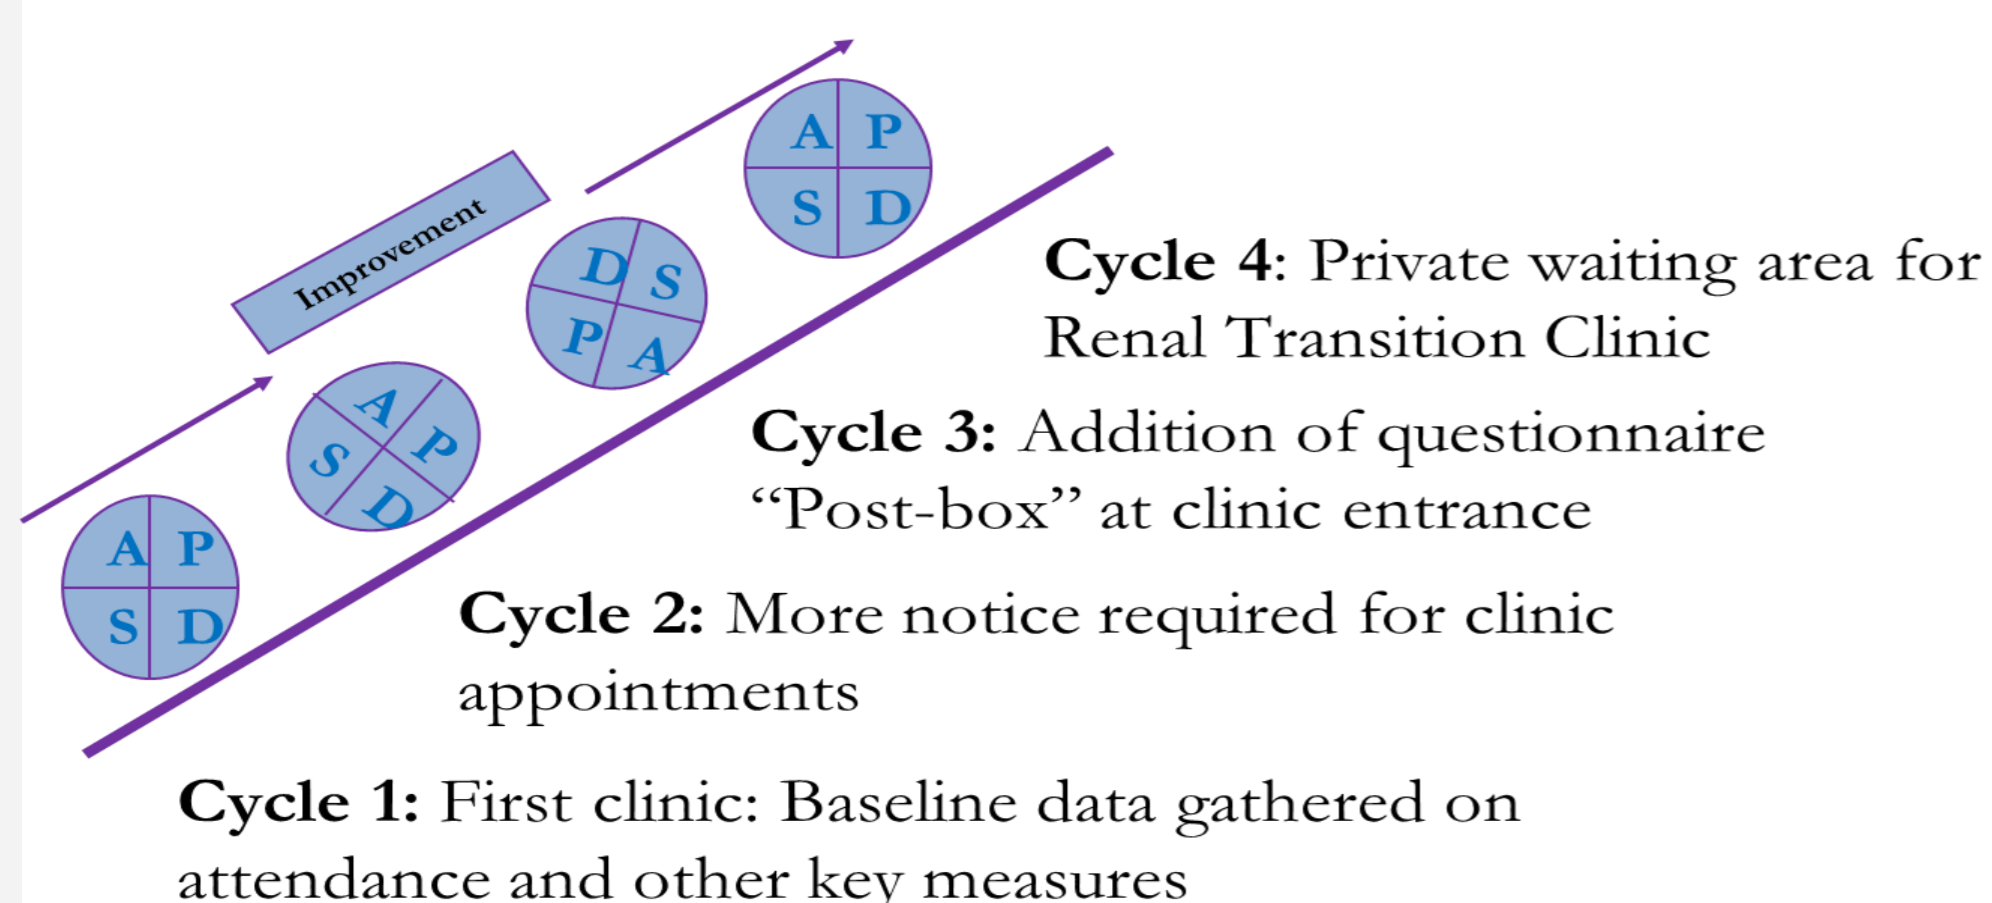 A P
S D
Improvement
D S
P A
A P
S D
A P
S D
Cycle 4: Private waiting area for
Renal Transition Clinic
Cycle 3: Addition of questionnaire
“Post-box” at clinic entrance
Cycle 2: More notice required for clinic
appointments
Cycle 1: First clinic: Baseline data gathered on
attendance and other key measures